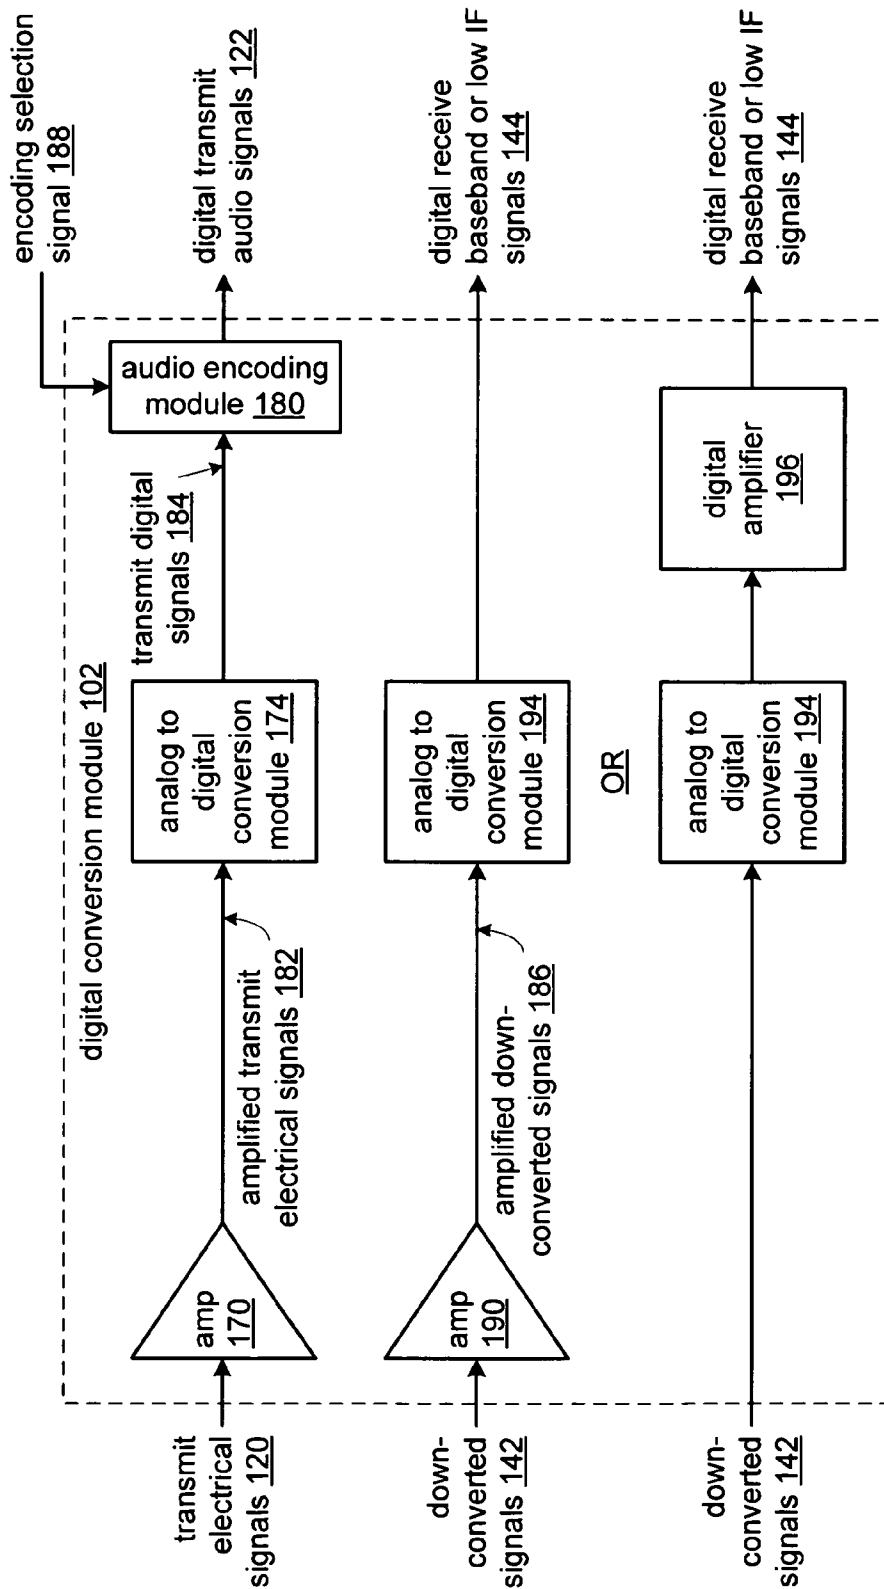 encoding selection
signal 188
digital conversion module 102
transmit
electrical
signals 120
amp
170
amplified transmit
electrical signals 182
analog to
digital
conversion
module 174
transmit digital
signals 184
audio encoding
module 180
digital transmit
audio signals 122
down-
converted
signals 142
amp
190
amplified down-
converted signals 186
analog to
digital
conversion
module 194
digital receive
baseband or low IF
signals 144
OR
down-
converted
signals 142
analog to
digital
conversion
module 194
digital
amplifier
196
digital receive
baseband or low IF
signals 144